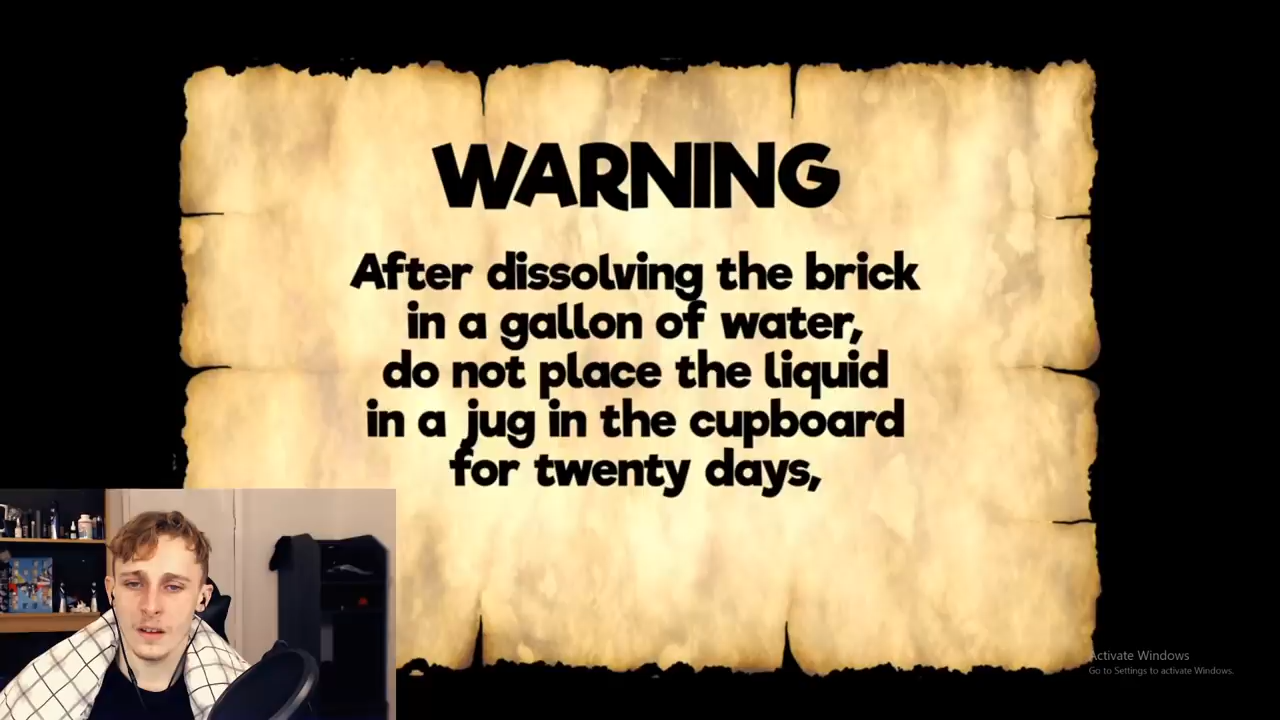 WARNING
After dissolving the brick
in a gallon of water,
do not place the liquid
in a jug in the cupboard
for twenty days,
Activate Windows
Go to Settings to activate Windows.